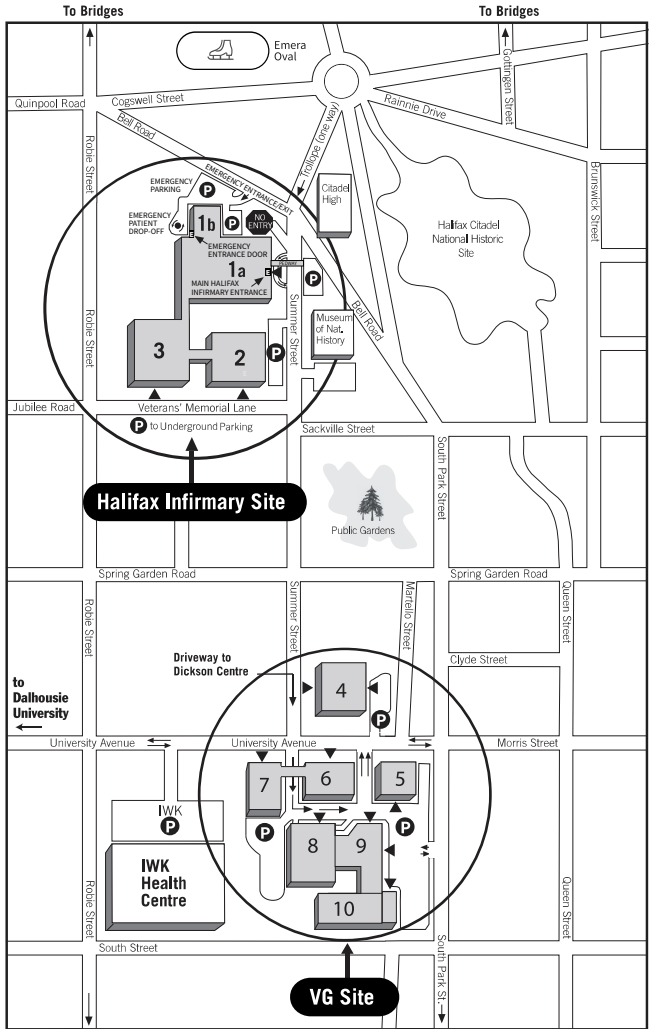 To Bridges
To Bridges
Emera
Oval
Quinpool Road
Cogswell Street
Gottingen Street
Rainnie Drive
Bell Road
Trollope (one way)
Robie Street
Brunswick Street
EMERGENCY
PARKING
P
EMERGENCY ENTRANCE/EXIT
Citadel
High
EMERGENCY
PATIENT
DROP-OFF
1b
P
NO
ENTRY
Halifax Citadel
National Historic
Site
EMERGENCY
ENTRANCE DOOR
1a
E
MAIN HALIFAX
INFIRMARY ENTRANCE
P
Summer Street
Bell Road
Museum
of Nat.
History
Robie Street
3
2
P
Jubilee Road
Veterans' Memorial Lane
P to Underground Parking
Sackville Street
South Park Street
Halifax Infirmary Site
Public Gardens
Spring Garden Road
Spring Garden Road
Robie Street
Summer Street
Martello Street
Queen Street
Driveway to
Dickson Centre
Clyde Street
4
to
Dalhousie
University
P
University Avenue
University Avenue
Morris Street
7
6
5
IWK
P
P
P
8
9
IWK
Health
Centre
10
Robie Street
Queen Street
South Street
South Park St.
VG Site